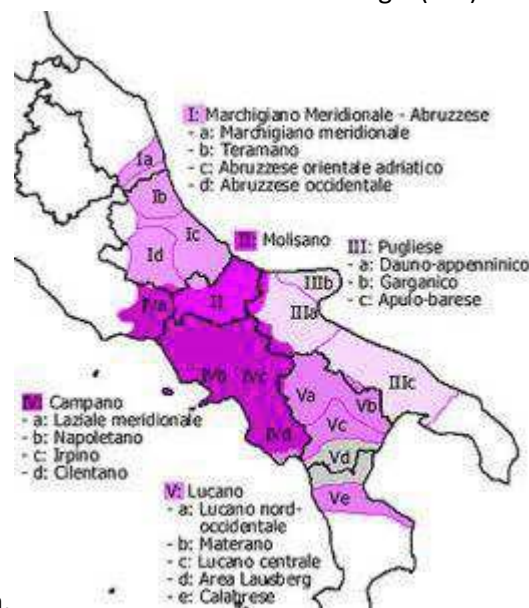 I: Marchigiano Meridionale - Abruzzese
- a: Marchigiano meridionale
- b: Teramano
- c: Abruzzese orientale adriatico
- d: Abruzzese occidentale
Ia
Ib
Ic
Id
II: Molisano
III: Pugliese
- a: Dauno-appenninico
- b: Garganico
- c: Apulo-barese
IIIb
IVa
II
IIIa
IVb
IVc
IIIc
Va
Vb
Vc
IVd
Vd
Ve
IV: Campano
- a: Laziale meridionale
- b: Napoletano
- c: Irpino
- d: Cilentano
V: Lucano
- a: Lucano nord-
occidentale
- b: Materano
- c: Lucano centrale
- d: Area Lausberg
- e: Calabrese